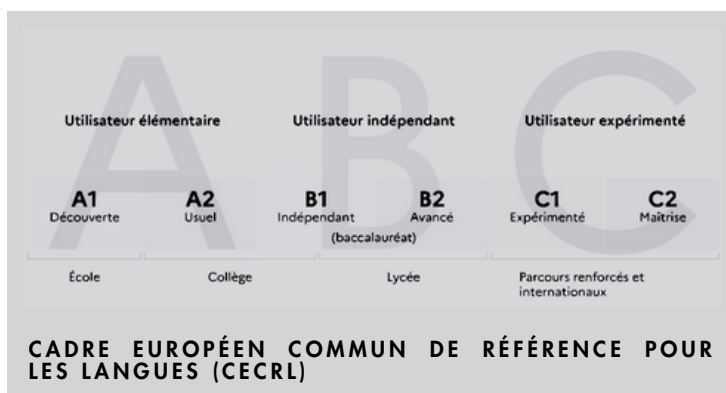 A B C
Utilisateur élémentaire Utilisateur indépendant Utilisateur expérimenté
A1 A2 B1 B2 C1 C2
Découverte Usuel Indépendant Avancé Expérimenté Maîtrise
(baccalauréat)
École Collège Lycée Parcours renforcés et
internationaux
CADRE EUROPÉEN COMMUN DE RÉFÉRENCE POUR
LES LANGUES (CECRL)